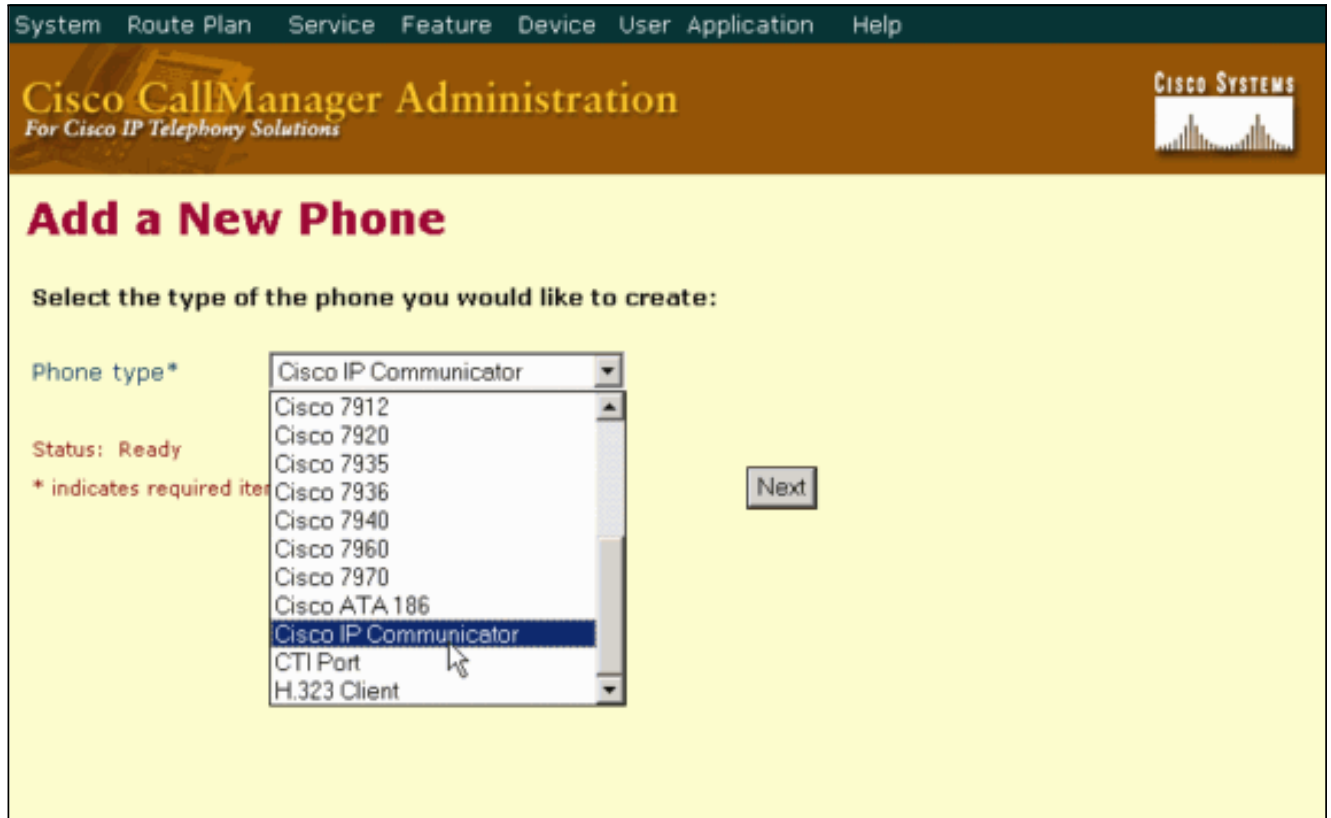 System Route Plan Service Feature Device User Application Help
Cisco CallManager Administration
For Cisco IP Telephony Solutions
CISCO SYSTEMS
Add a New Phone
Select the type of the phone you would like to create:
Phone type* Cisco IP Communicator
Cisco 7912
Cisco 7920
Status: Ready
Cisco 7935
* indicates required ite
Cisco 7936
Next
Cisco 7940
Cisco 7960
Cisco 7970
Cisco ATA 186
Cisco IP Communicator
CTI Port
H.323 Client